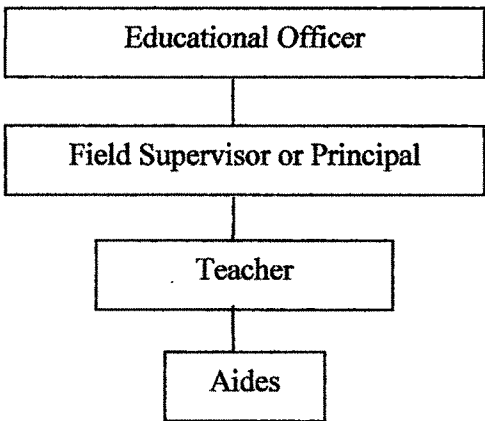 Educational Officer
Field Supervisor or Principal
Teacher
Aides